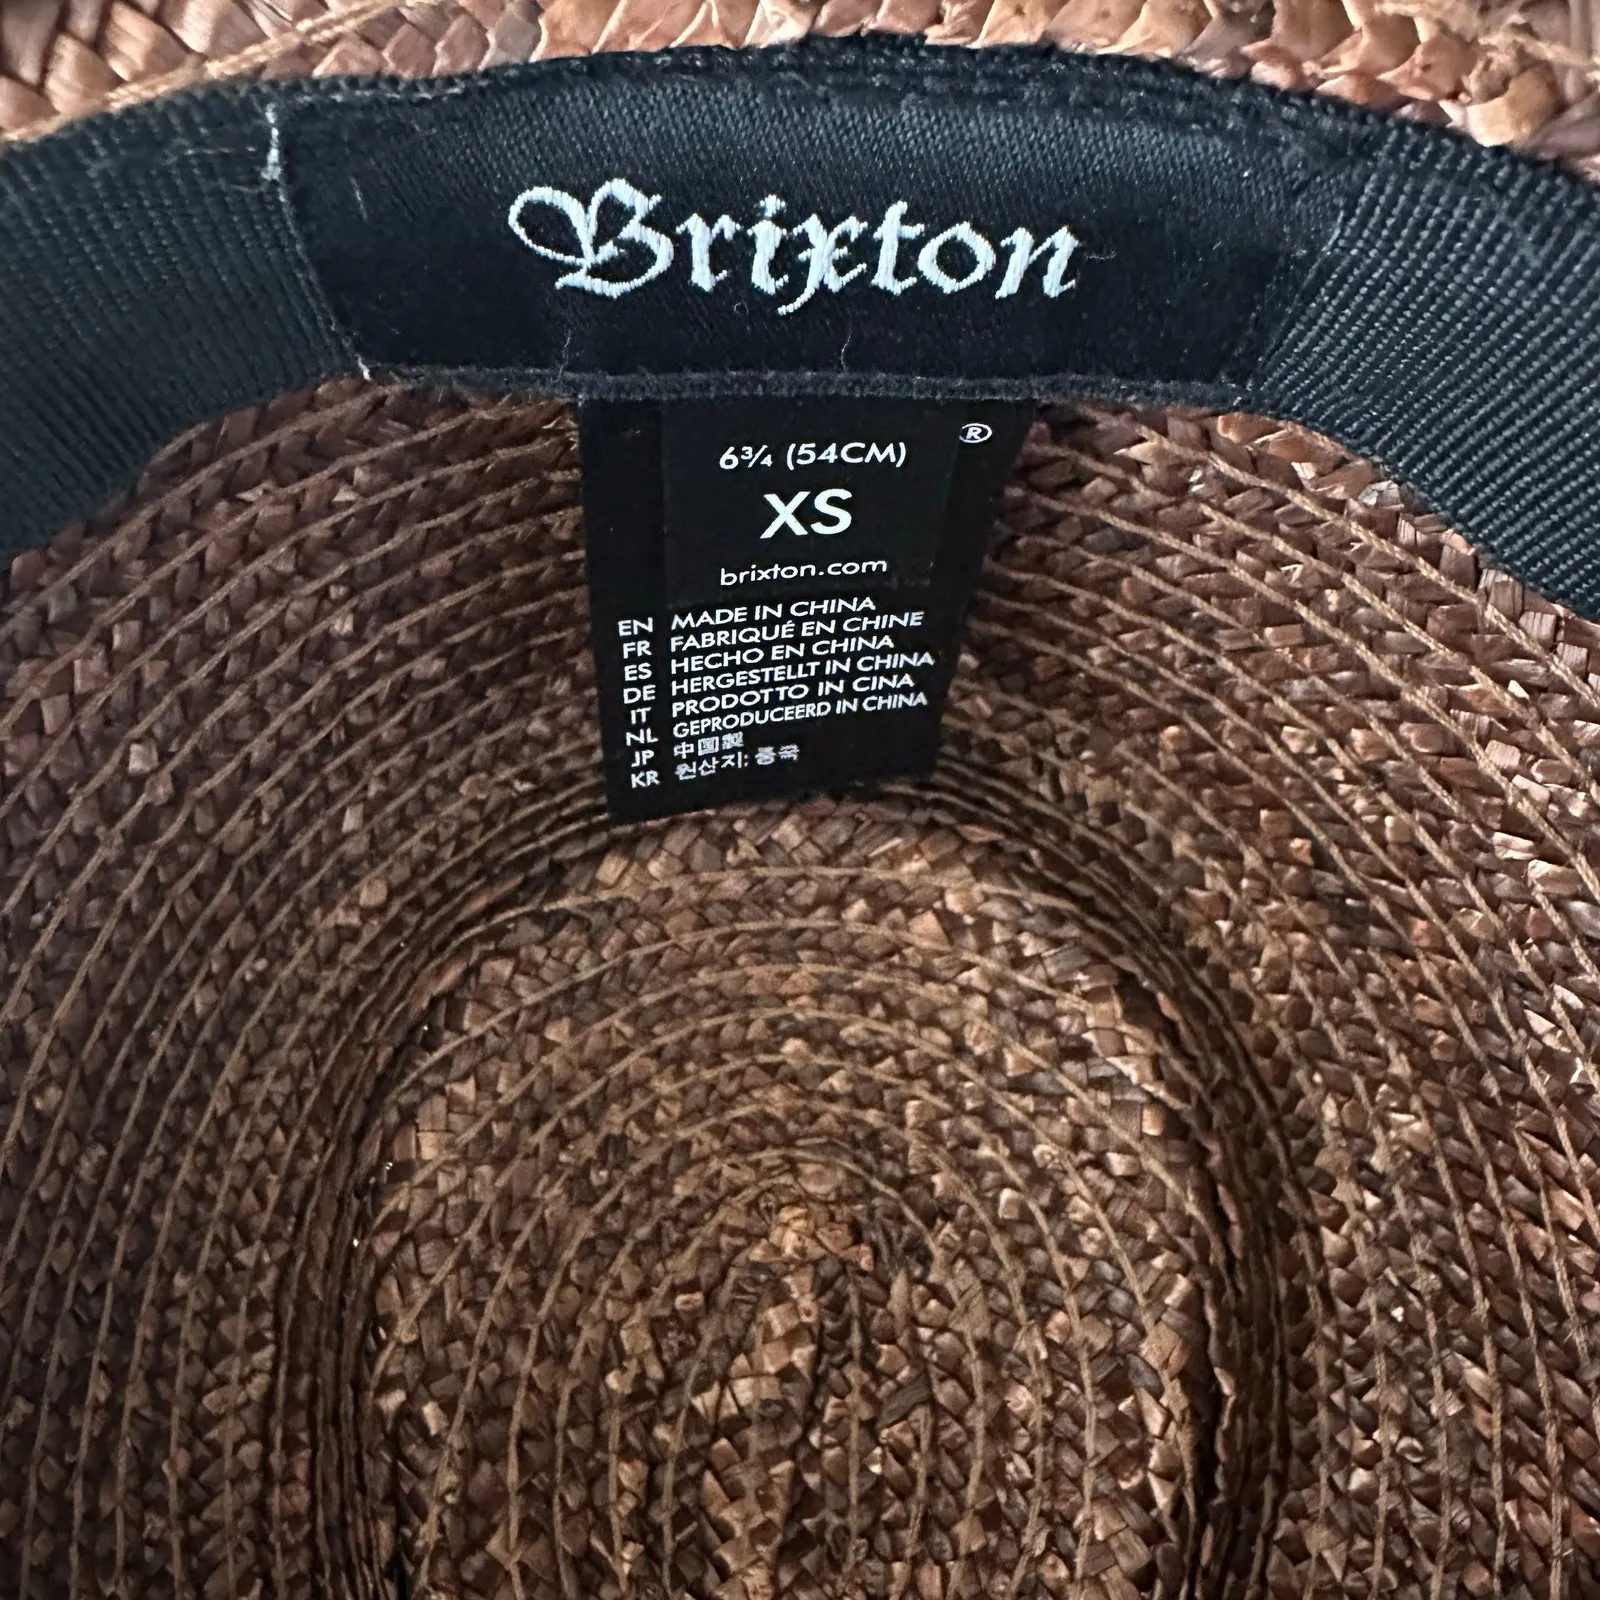 Brixton
®
6¾ (54CM)
XS
brixton.com
EN MADE IN CHINA
FR FABRIQUÉ EN CHINE
ES HECHO EN CHINA
DE HERGESTELLT IN CHINA
IT PRODOTTO IN CINA
NL GEPRODUCEERD IN CHINA
JP 中国製
KR 원산지: 중국